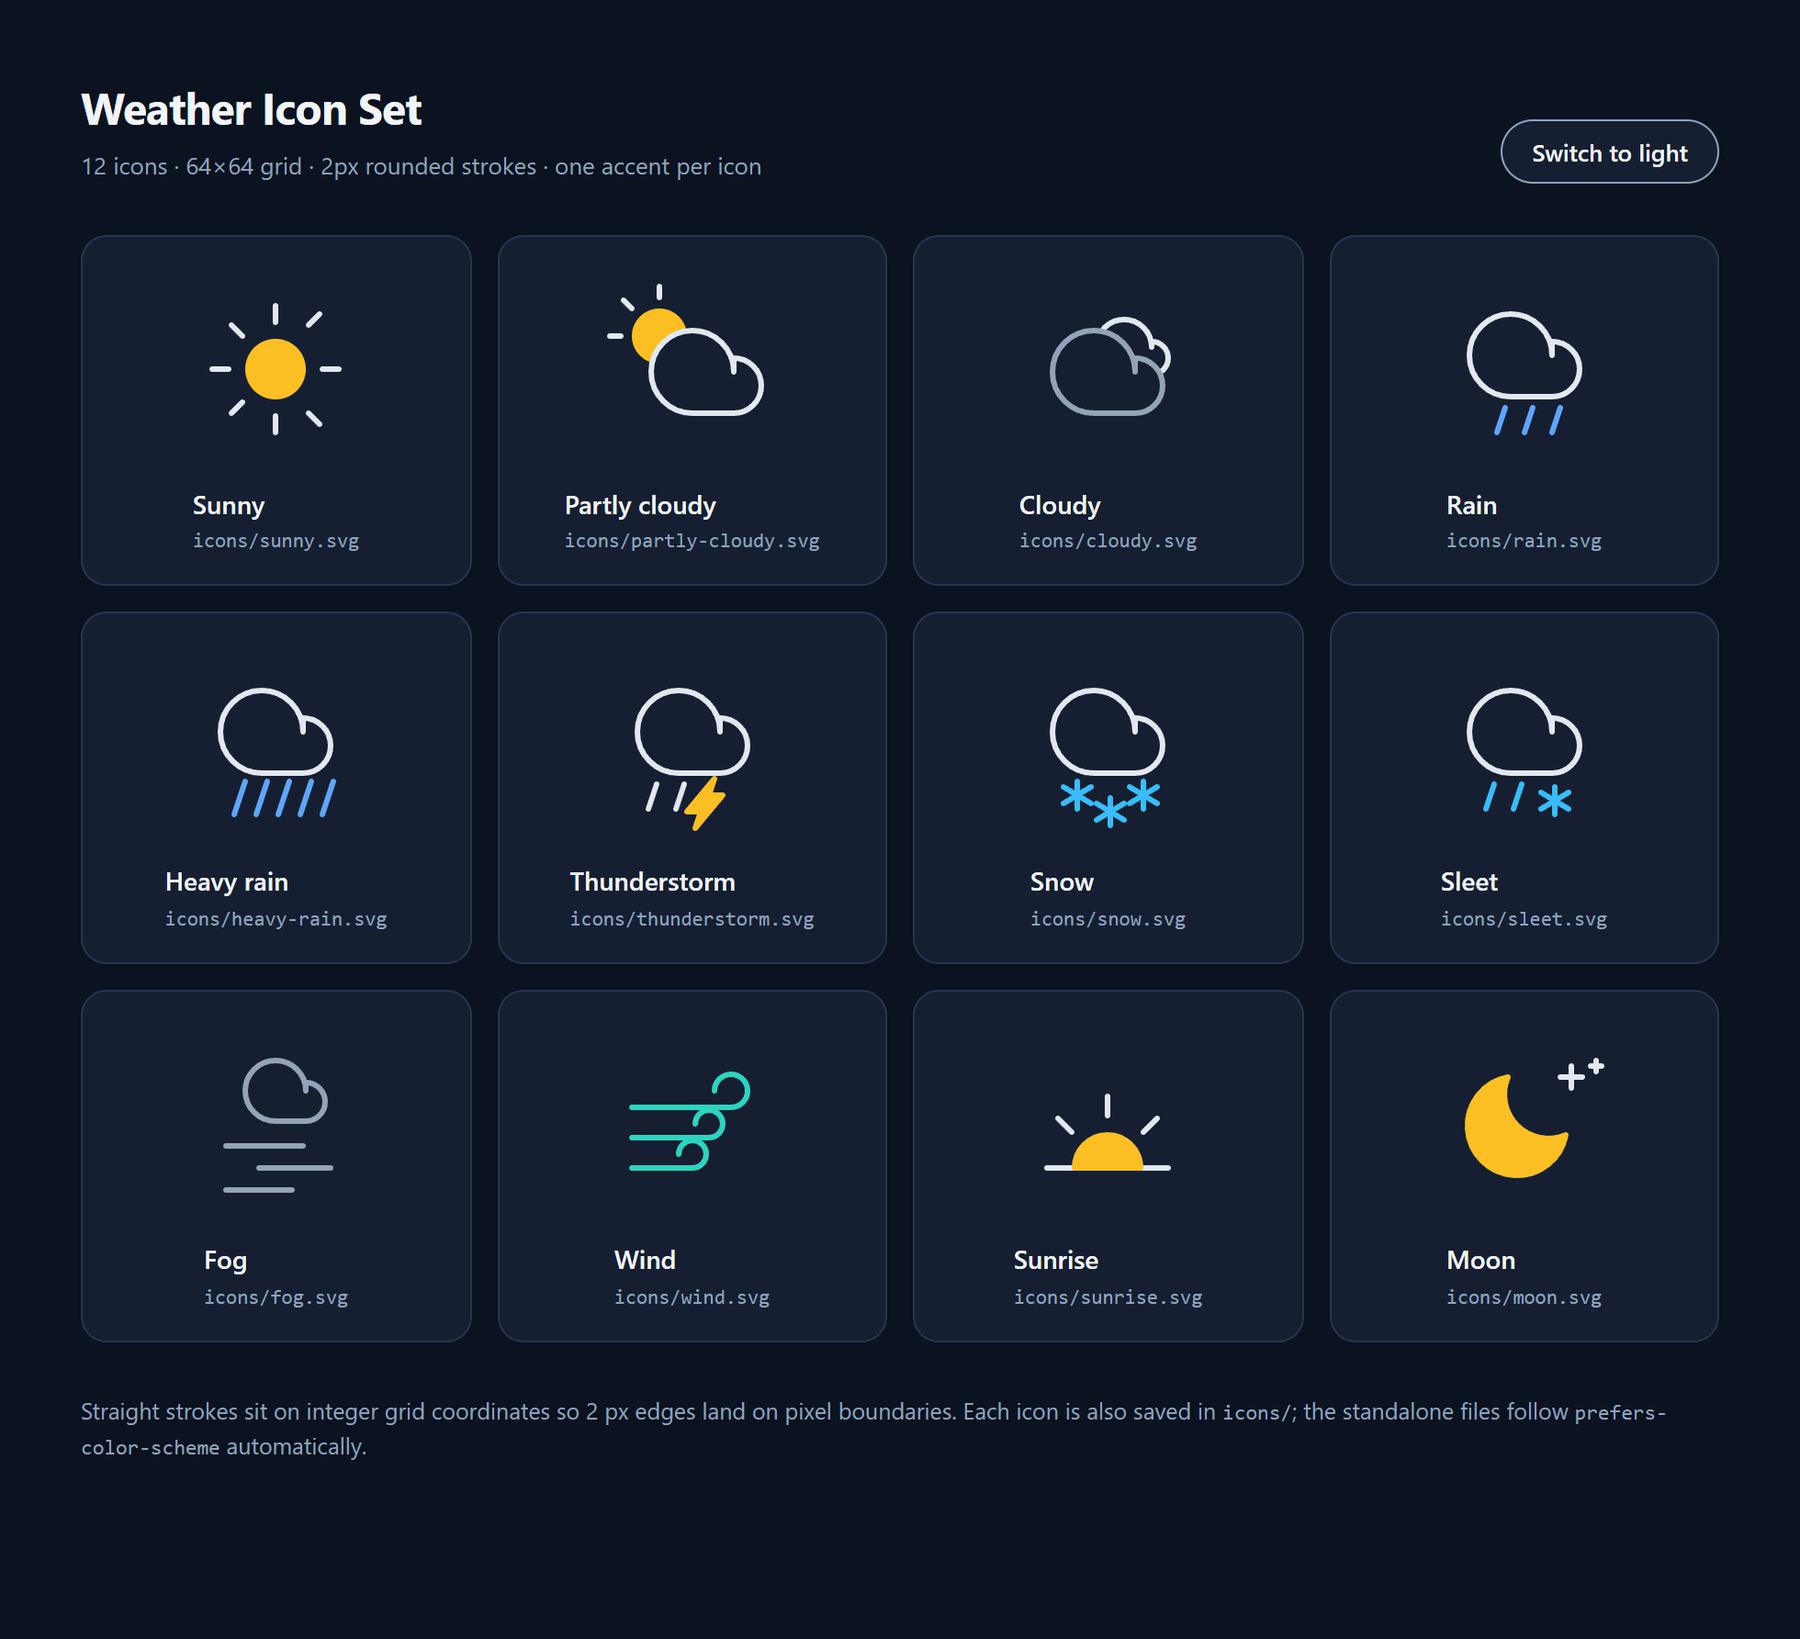 Weather Icon Set
12 icons · 64×64 grid · 2px rounded strokes · one accent per icon
Switch to light
Sunny
icons/sunny.svg
Partly cloudy
icons/partly-cloudy.svg
Cloudy
icons/cloudy.svg
Rain
icons/rain.svg
Heavy rain
icons/heavy-rain.svg
Thunderstorm
icons/thunderstorm.svg
Snow
icons/snow.svg
Sleet
icons/sleet.svg
Fog
icons/fog.svg
Wind
icons/wind.svg
Sunrise
icons/sunrise.svg
Moon
icons/moon.svg
Straight strokes sit on integer grid coordinates so 2 px edges land on pixel boundaries. Each icon is also saved in icons/; the standalone files follow prefers-
color-scheme automatically.